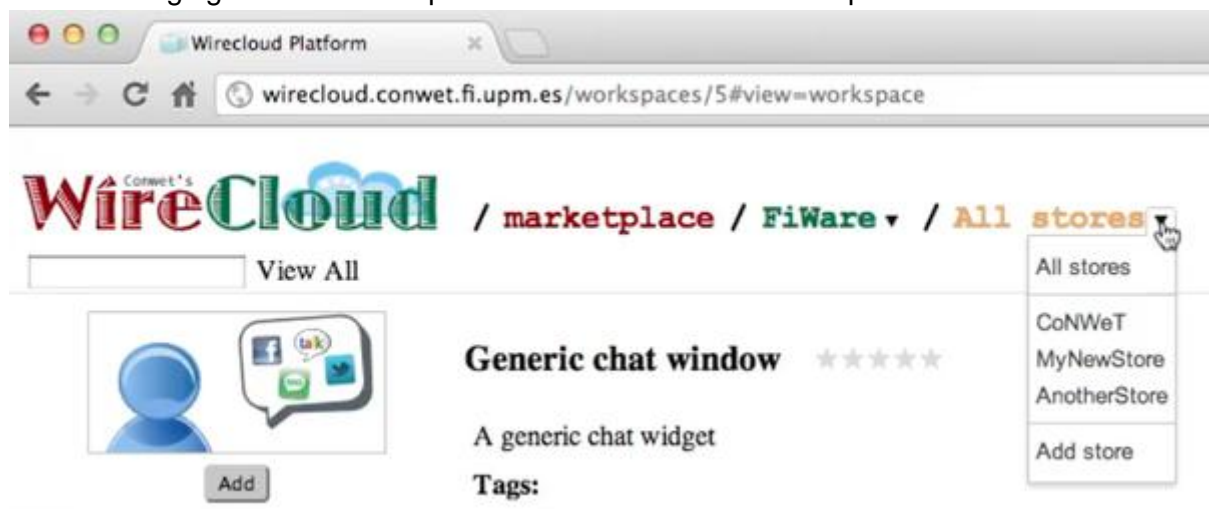 Wirecloud Platform
wirecloud.conwet.fi.upm.es/workspaces/5#view=workspace
Conwet's
WireCloud / marketplace / FiWare ▾ / All stores ▾
View All
All stores
CoNWeT
MyNewStore
AnotherStore
Add store
talk
Generic chat window
A generic chat widget
Add
Tags: